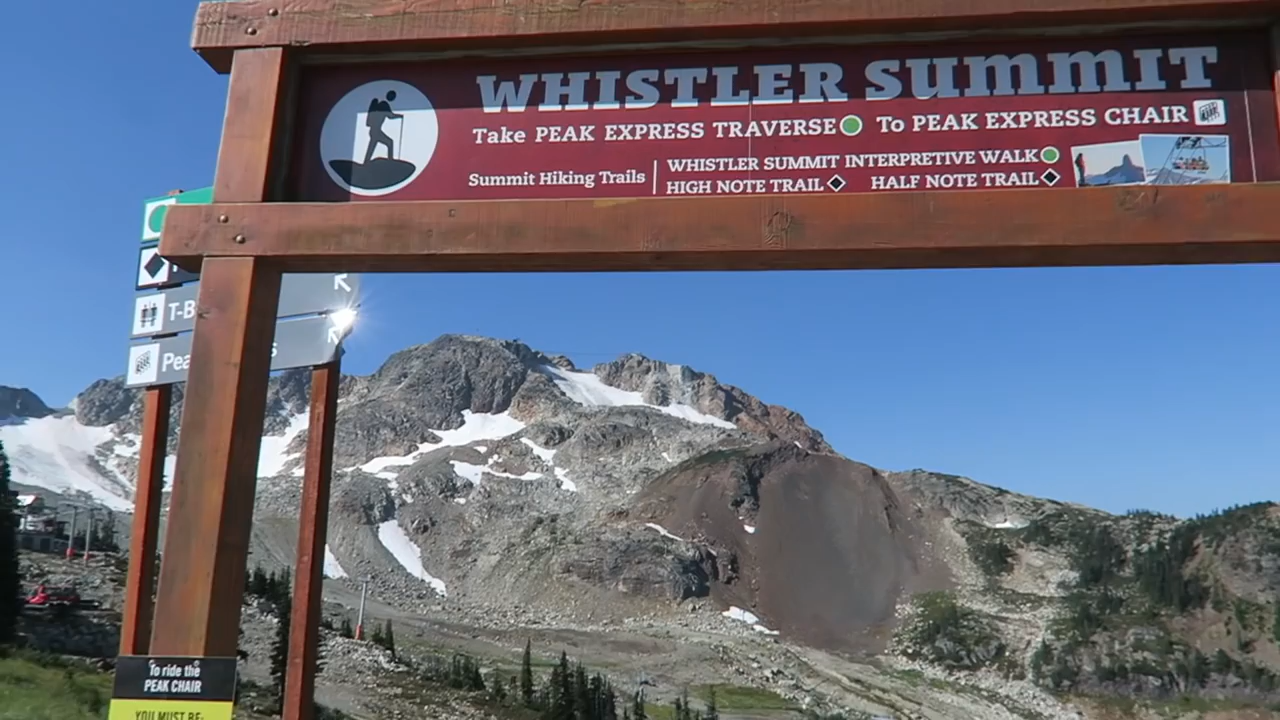 WHISTLER SUMMIT
Take PEAK EXPRESS TRAVERSE To PEAK EXPRESS CHAIR
Summit Hiking Trails
WHISTLER SUMMIT INTERPRETIVE WALK
HIGH NOTE TRAIL HALF NOTE TRAIL
To ride the
PEAK CHAIR
YOU MUST BE: